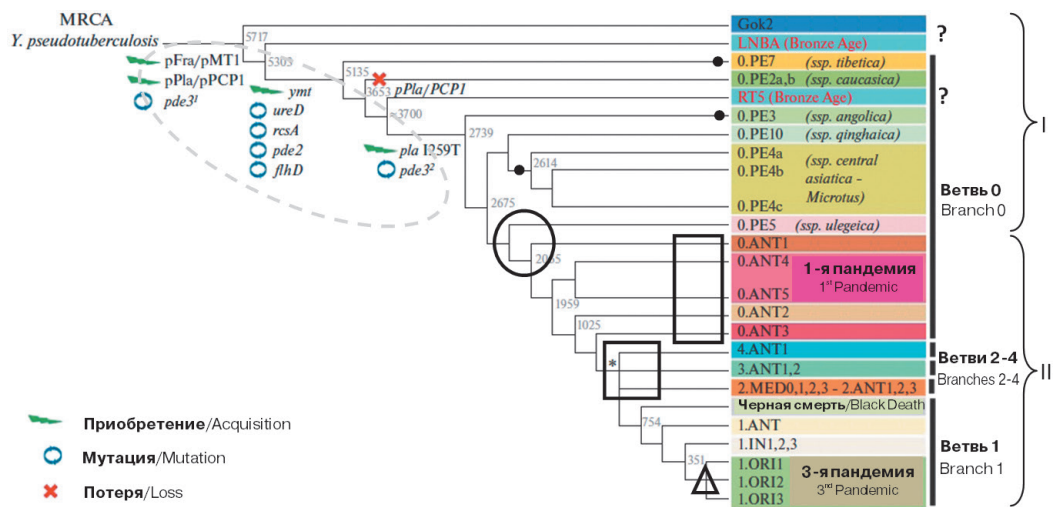 MRCA
Y. pseudotuberculosis
pFra/pMT1
pPla/pPCP1
pde3¹
ymt
ureD
rcsA
pde2
flhD
pPla/PCP1
pla I259T
pde3²
5717
5303
5135
3653
3700
2739
2614
2675
2065
1959
1025
*
754
351
Gok2
LNBA (Bronze Age)
0.PE7 (ssp. tibetica)
0.PE2a,b (ssp. caucasica)
RT5 (Bronze Age)
0.PE3 (ssp. angolica)
0.PE10 (ssp. qinghaica)
0.PE4a (ssp. central
0.PE4b asiatica –
Microtus)
0.PE4c
0.PE5 (ssp. ulegeica)
0.ANT1
0.ANT4
0.ANT5
1-я пандемия
1st Pandemic
0.ANT2
0.ANT3
4.ANT1
3.ANT1,2
2.MED0,1,2,3 - 2.ANT1,2,3
Черная смерть/Black Death
1.ANT
1.IN1,2,3
1.ORI1
1.ORI2
1.ORI3
3-я пандемия
3nd Pandemic
?
?
Ветвь 0
Branch 0
Ветви 2-4
Branches 2-4
Ветвь 1
Branch 1
I
II
Приобретение/Acquisition
Мутация/Mutation
Потеря/Loss